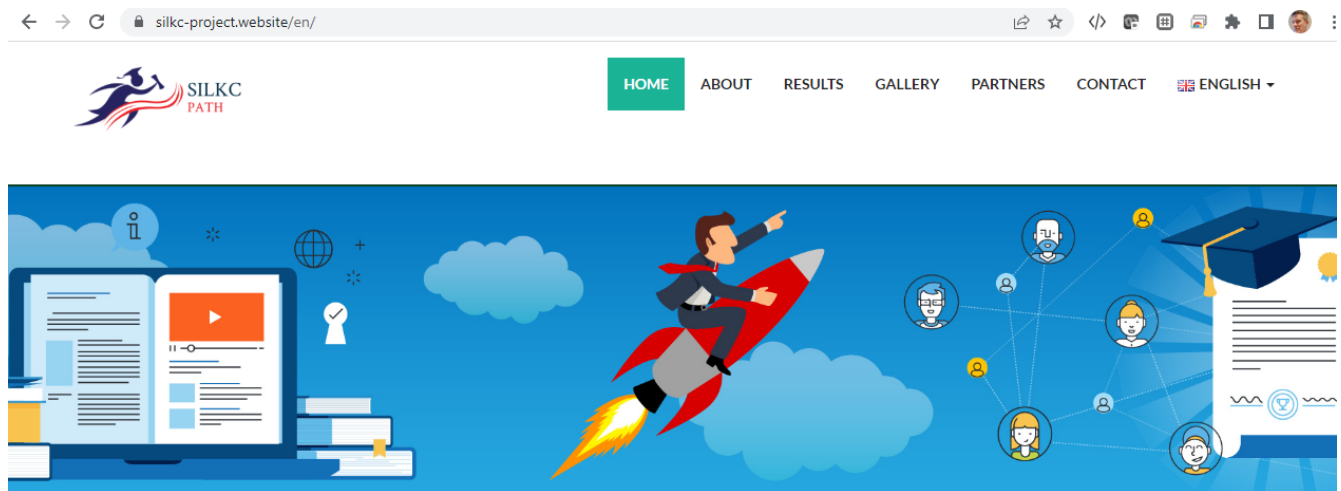 silkc-project.website/en/
SILKC
PATH
HOME
ABOUT
RESULTS
GALLERY
PARTNERS
CONTACT
ENGLISH